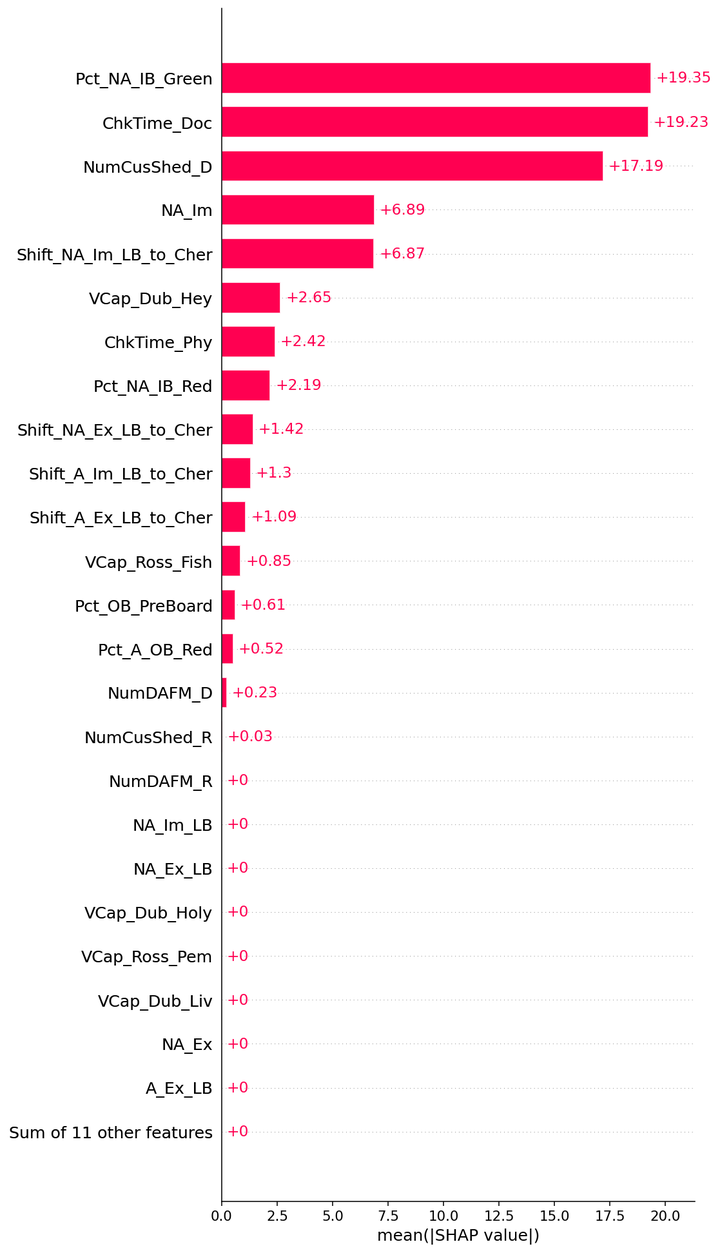 Pct_NA_IB_Green +19.35
ChkTime_Doc +19.23
NumCusShed_D +17.19
NA_Im +6.89
Shift_NA_Im_LB_to_Cher +6.87
VCap_Dub_Hey +2.65
ChkTime_Phy +2.42
Pct_NA_IB_Red +2.19
Shift_NA_Ex_LB_to_Cher +1.42
Shift_A_Im_LB_to_Cher +1.3
Shift_A_Ex_LB_to_Cher +1.09
VCap_Ross_Fish +0.85
Pct_OB_PreBoard +0.61
Pct_A_OB_Red +0.52
NumDAFM_D +0.23
NumCusShed_R +0.03
NumDAFM_R +0
NA_Im_LB +0
NA_Ex_LB +0
VCap_Dub_Holy +0
VCap_Ross_Pem +0
VCap_Dub_Liv +0
NA_Ex +0
A_Ex_LB +0
Sum of 11 other features +0
0.0 2.5 5.0 7.5 10.0 12.5 15.0 17.5 20.0
mean(|SHAP value|)